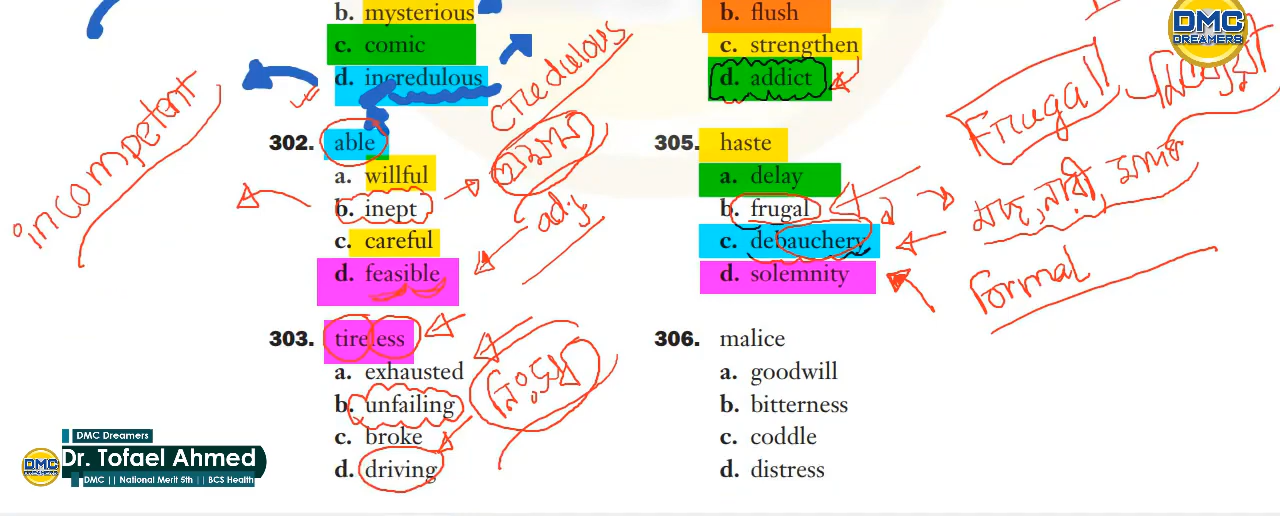 b. mysterious
c. comic
d. incredulous
302. able
a. willful
b. inept
c. careful
d. feasible
303. tireless
a. exhausted
b. unfailing
c. broke
d. driving
b. flush
c. strengthen
d. addict
305. haste
a. delay
b. frugal
c. debauchery
d. solemnity
306. malice
a. goodwill
b. bitterness
c. coddle
d. distress
incompetent
credulous
adj.
Frugal
formal
DMC
DREAMERS
DMC Dreamers
DMC
Dr. Tofael Ahmed
DMC || National Merit 5th || BCS Health